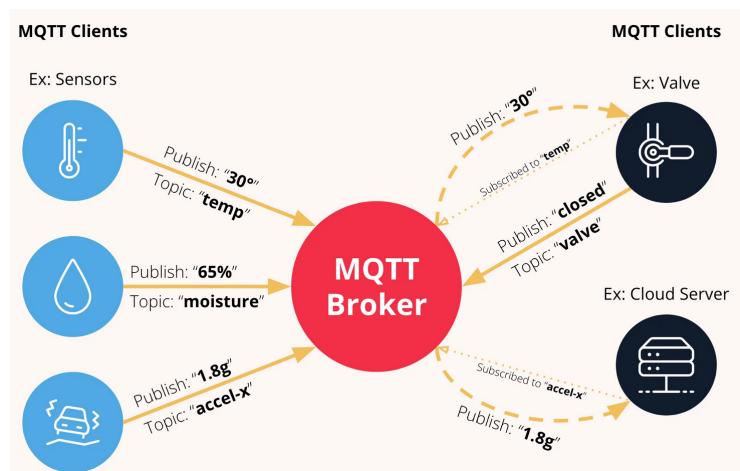 MQTT Clients
MQTT Clients
Ex: Sensors
Ex: Valve
Publish: “30°”
Topic: “temp”
Publish: “30°”
Subscribed to “temp”
Publish: “closed”
Topic: “valve”
Publish: “65%”
Topic: “moisture”
MQTT
Broker
Ex: Cloud Server
Publish: “1.8g”
Topic: “accel-x”
Subscribed to “accel-x”
Publish: “1.8g”